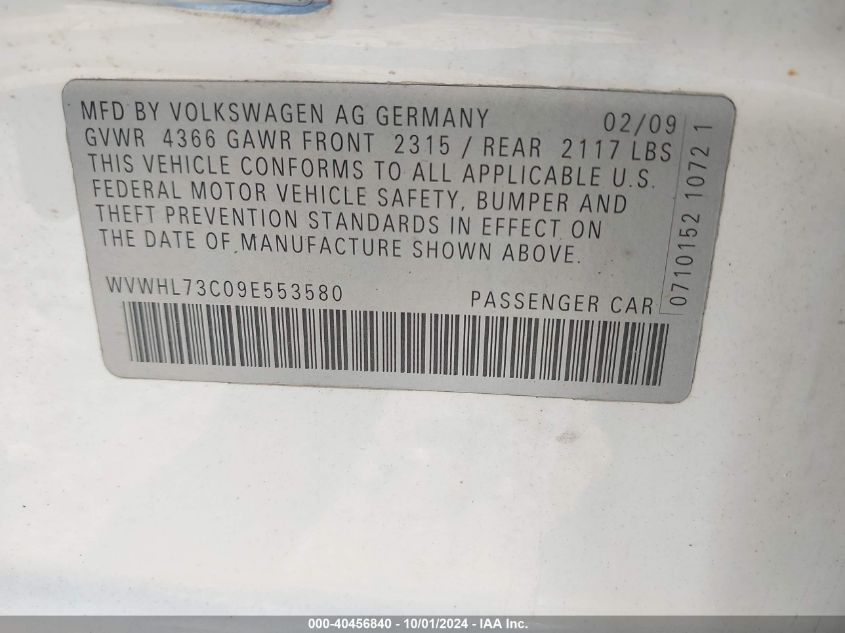 MFD BY VOLKSWAGEN AG GERMANY 02/09
GVWR 4366 GAWR FRONT 2315 / REAR 2117 LBS
THIS VEHICLE CONFORMS TO ALL APPLICABLE U.S.
FEDERAL MOTOR VEHICLE SAFETY, BUMPER AND
THEFT PREVENTION STANDARDS IN EFFECT ON
THE DATE OF MANUFACTURE SHOWN ABOVE.
WVWHL73C09E553580 PASSENGER CAR
0710152 1072 1
000-40456840 - 10/01/2024 - IAA Inc.